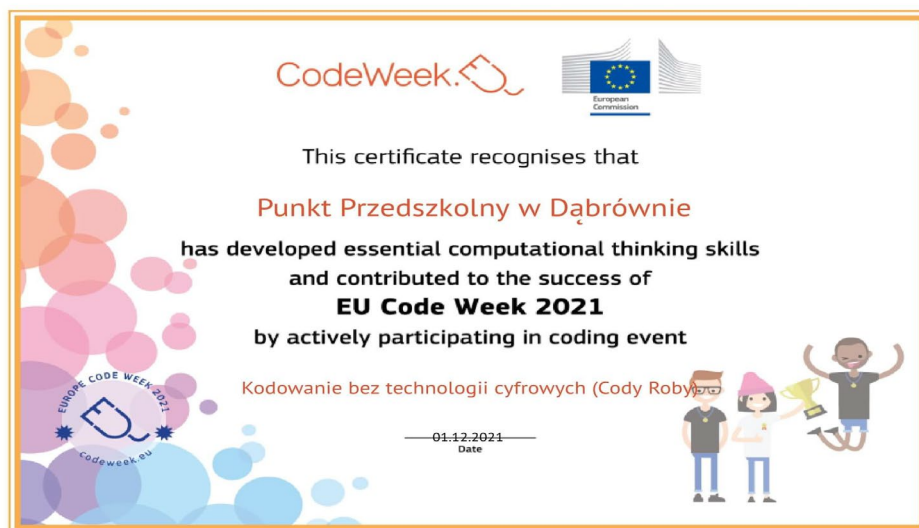 CodeWeek.EU
European
Commission
This certificate recognises that
Punkt Przedszkolny w Dąbrównie
has developed essential computational thinking skills
and contributed to the success of
EU Code Week 2021
by actively participating in coding event
Kodowanie bez technologii cyfrowych (Cody Roby)
01.12.2021
Date
EUROPE CODE WEEK 2021
EU
codeweek.eu